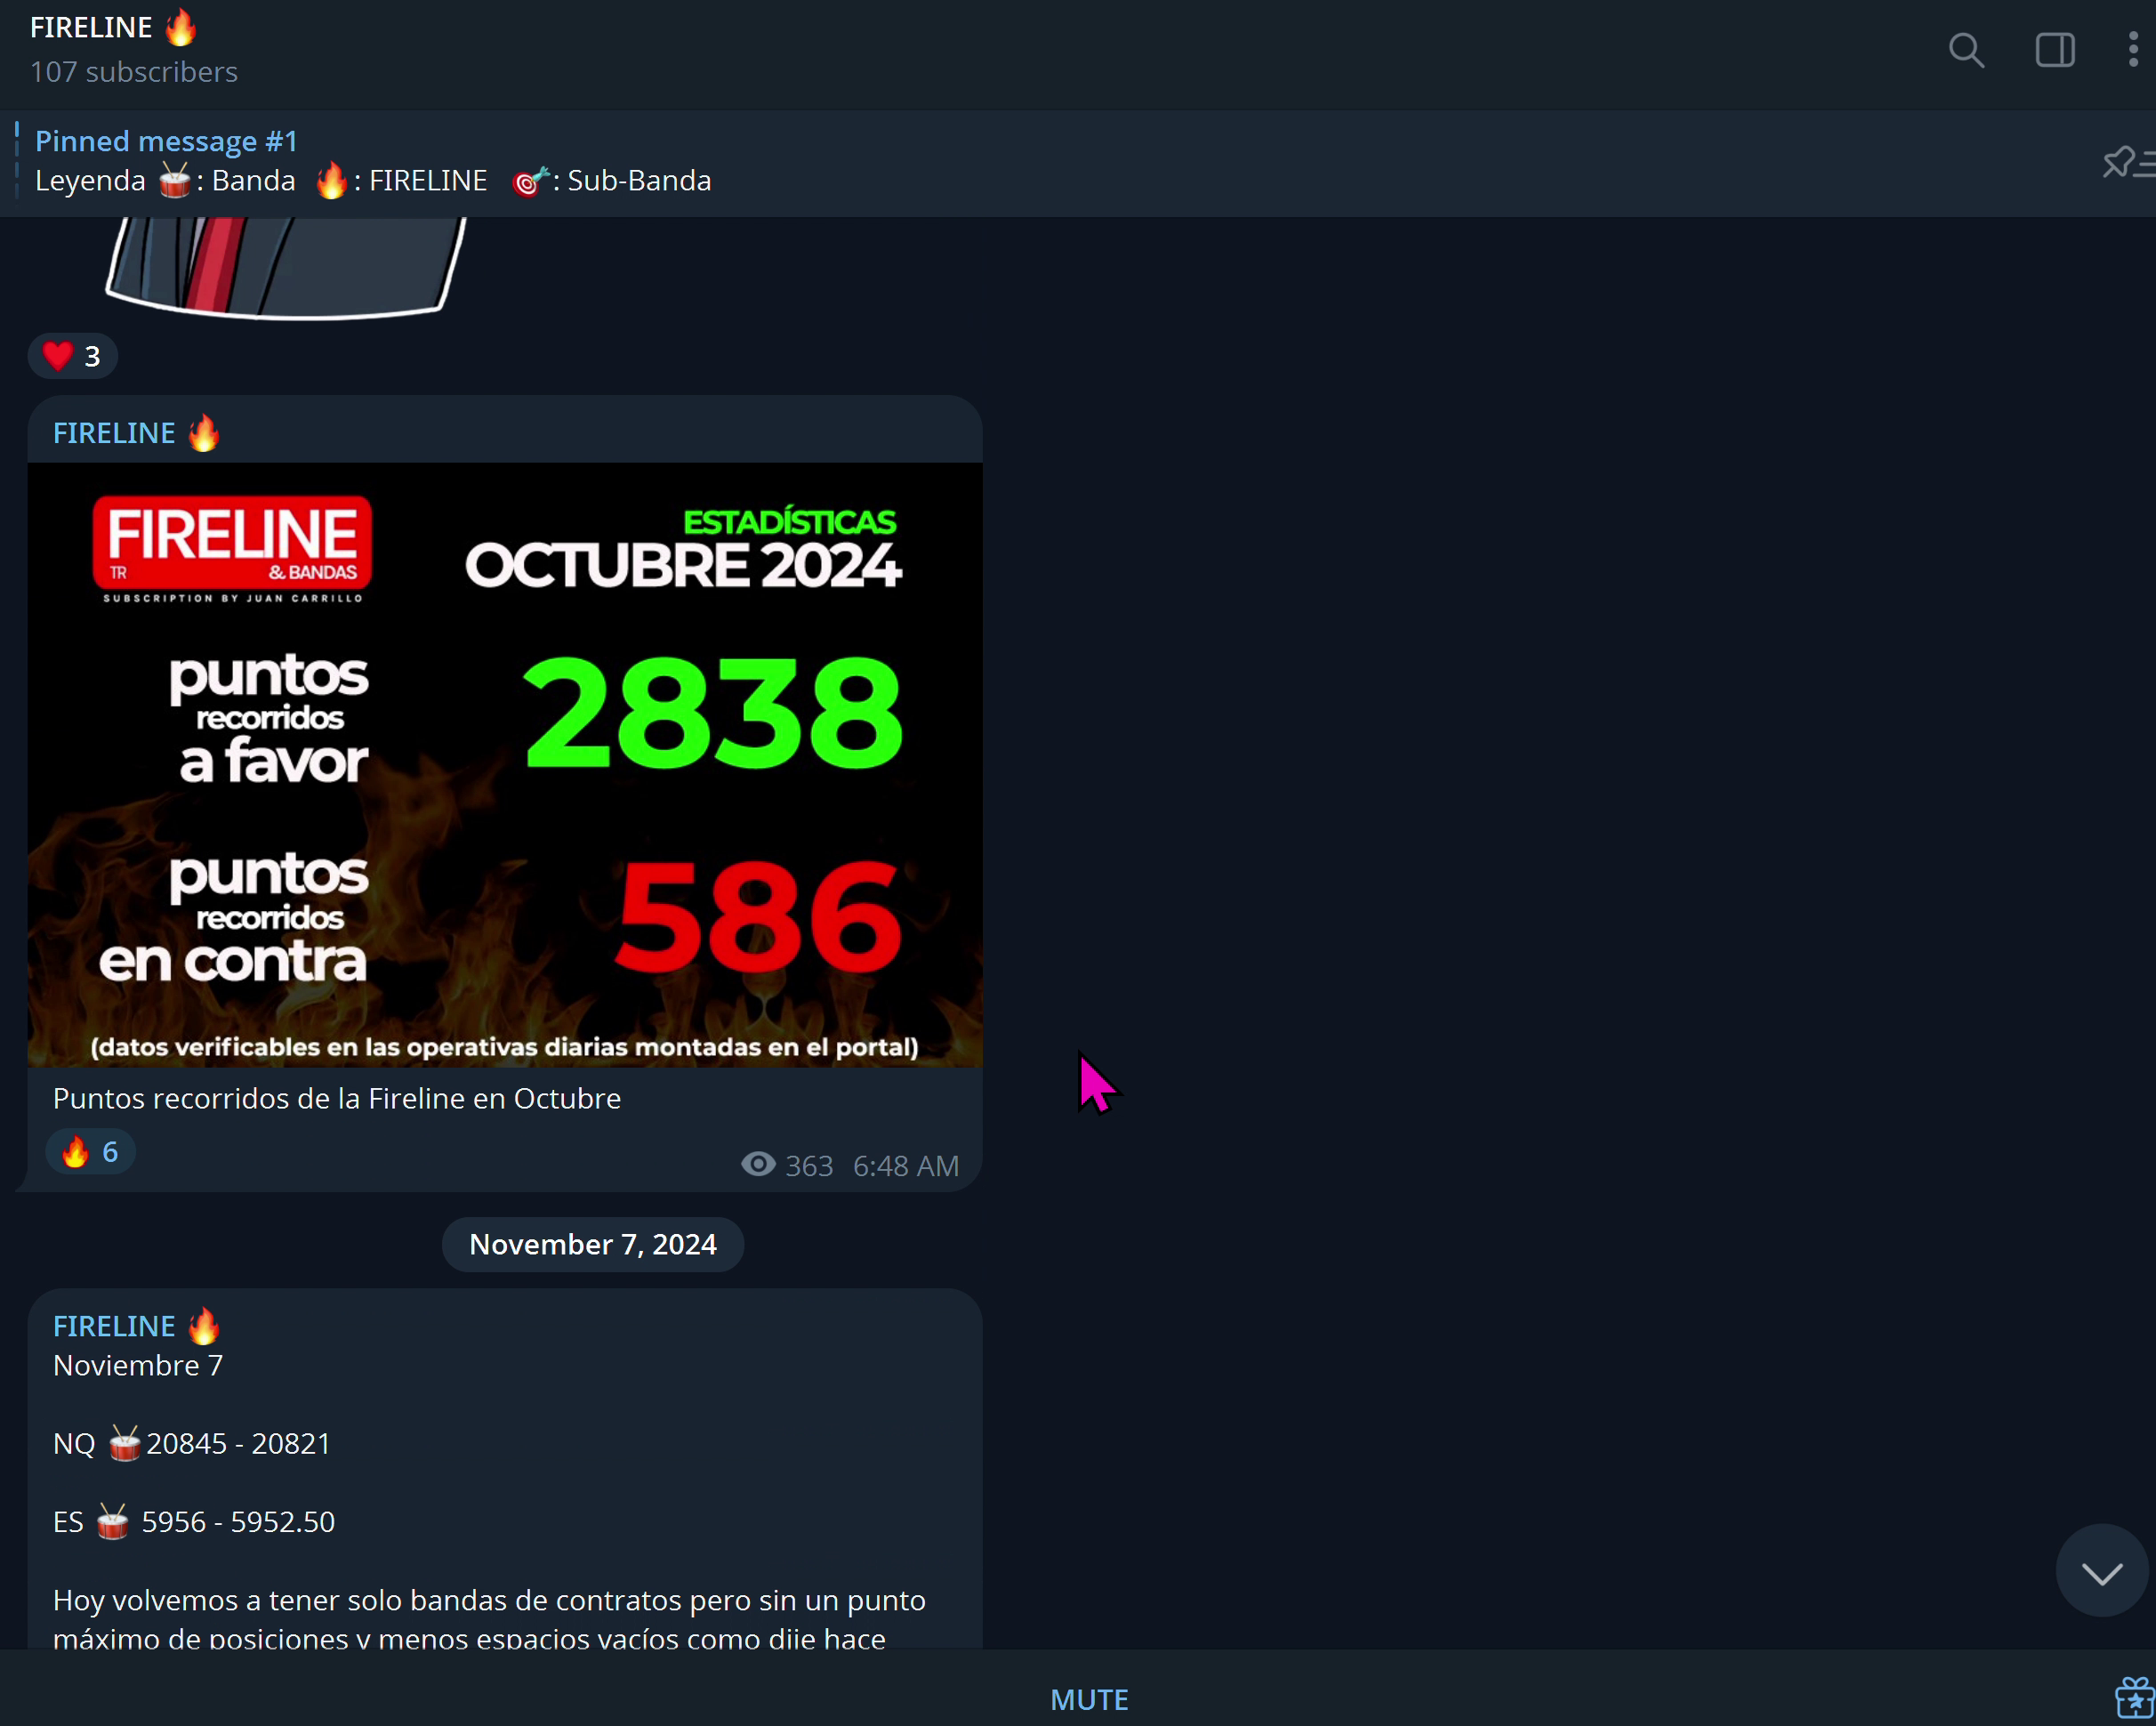 FIRELINE 🔥
107 subscribers
Pinned message #1
Leyenda 🥁: Banda 🔥: FIRELINE 🎯: Sub-Banda
❤️ 3
FIRELINE 🔥
FIRELINE
TR & BANDAS
SUBSCRIPTION BY JUAN CARRILLO
ESTADÍSTICAS
OCTUBRE 2024
puntos
recorridos
a favor
2838
puntos
recorridos
en contra
586
(datos verificables en las operativas diarias montadas en el portal)
Puntos recorridos de la Fireline en Octubre
🔥 6
363 6:48 AM
November 7, 2024
FIRELINE 🔥
Noviembre 7
NQ 🥁20845 - 20821
ES 🥁 5956 - 5952.50
Hoy volvemos a tener solo bandas de contratos pero sin un punto
máximo de posiciones y menos espacios vacíos como dije hace
MUTE